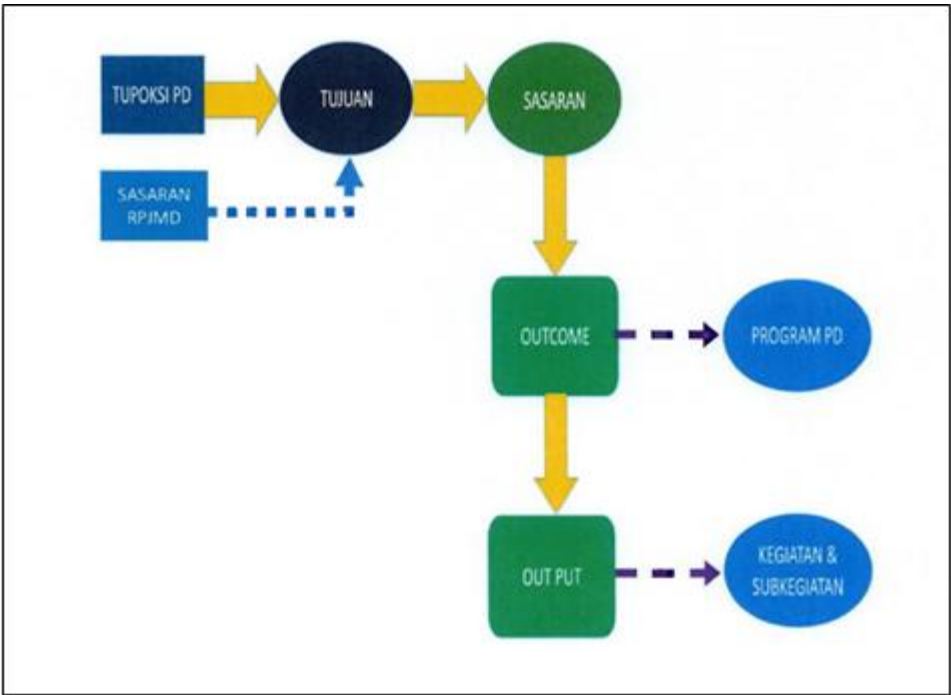 TUPOKSI PD
TUJUAN
SASARAN
SASARAN
RPJMD
OUTCOME
PROGRAM PD
OUT PUT
KEGIATAN &
SUBKEGIATAN